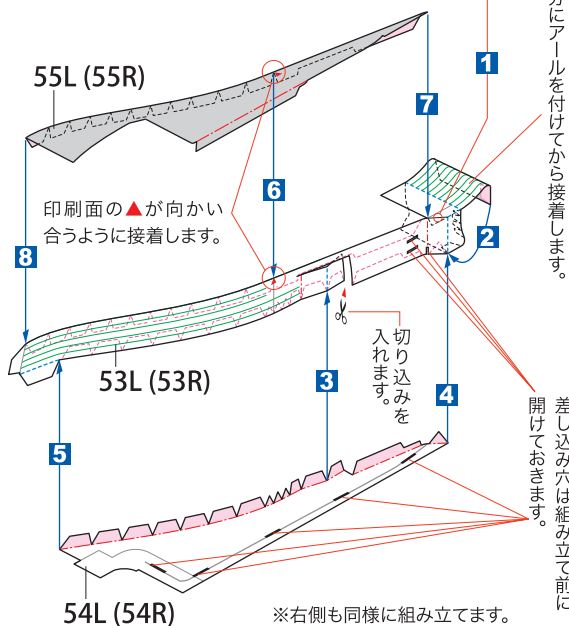 分にアールを付けてから接着します。
1
55L (55R)
7
6
印刷面の▲が向かい
合うように接着します。
2
8
切り込みを
入れます。
53L (53R)
3
4
差し込み穴は組み立て前に
開けておきます。
5
54L (54R)
※右側も同様に組み立てます。